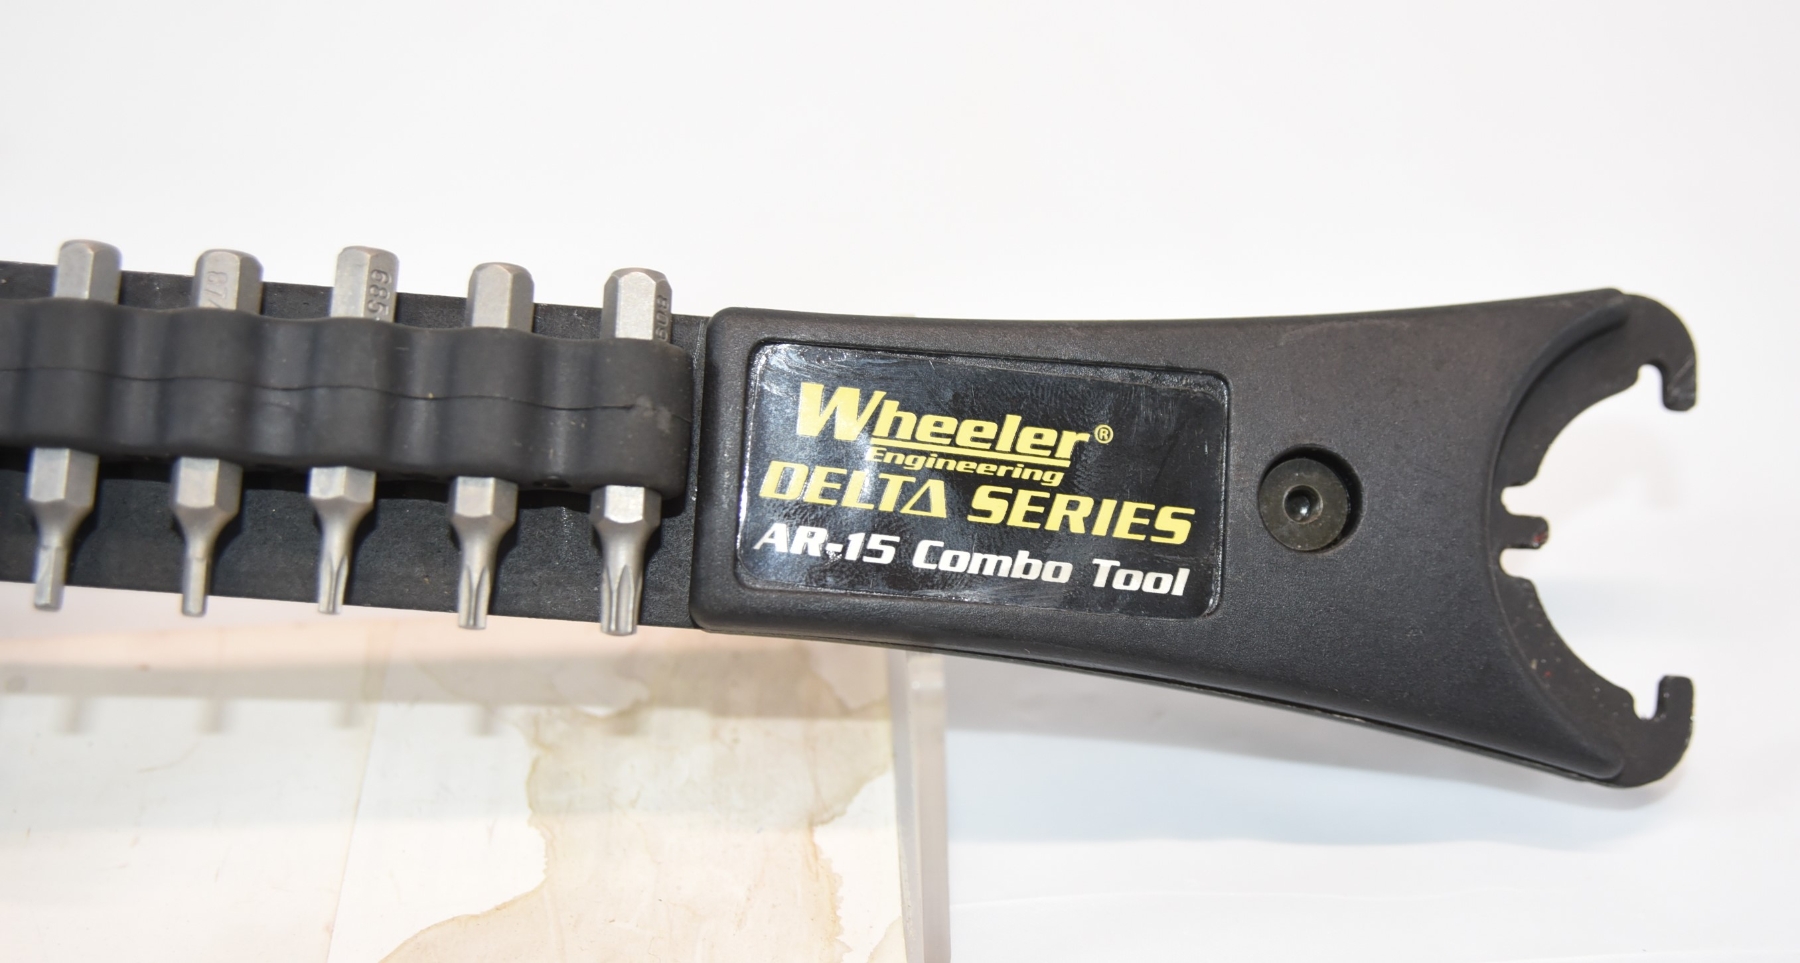 Wheeler®
Engineering
DELTA SERIES
AR-15 Combo Tool